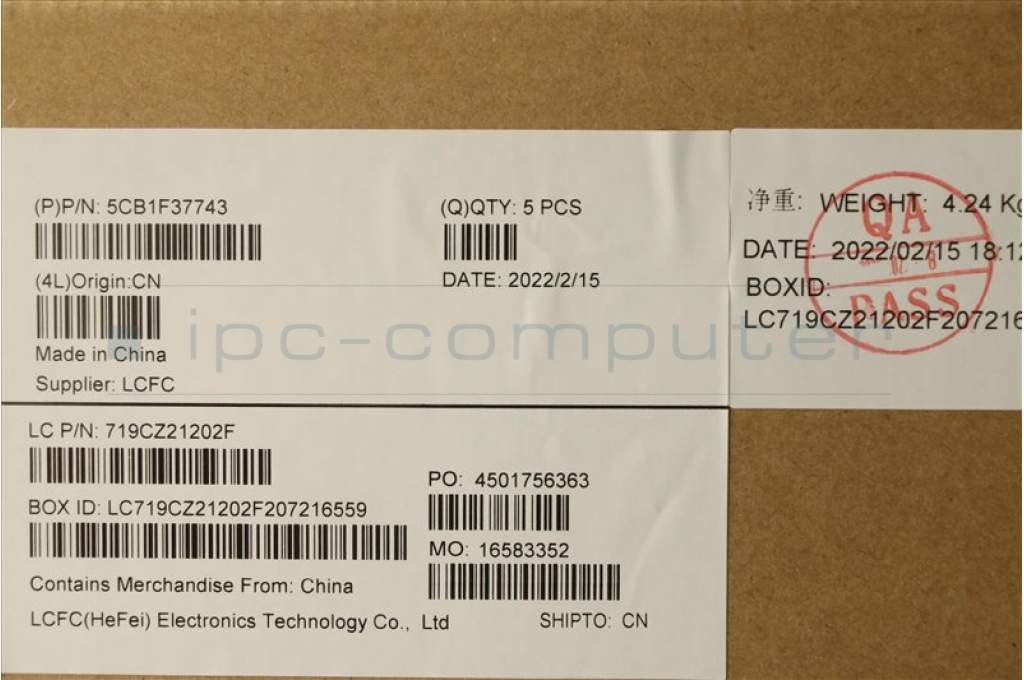 (P)P/N: 5CB1F37743
(Q)QTY: 5 PCS
(4L)Origin:CN
DATE: 2022/2/15
Made in China
Supplier: LCFC
LC P/N: 719CZ21202F
PO: 4501756363
BOX ID: LC719CZ21202F207216559
MO: 16583352
Contains Merchandise From: China
LCFC(HeFei) Electronics Technology Co., Ltd
SHIPTO: CN
净重: WEIGHT: 4.24 Kg
DATE: 2022/02/15 18:12
BOXID:
LC719CZ21202F207216
QA
PASS
ipc-computer